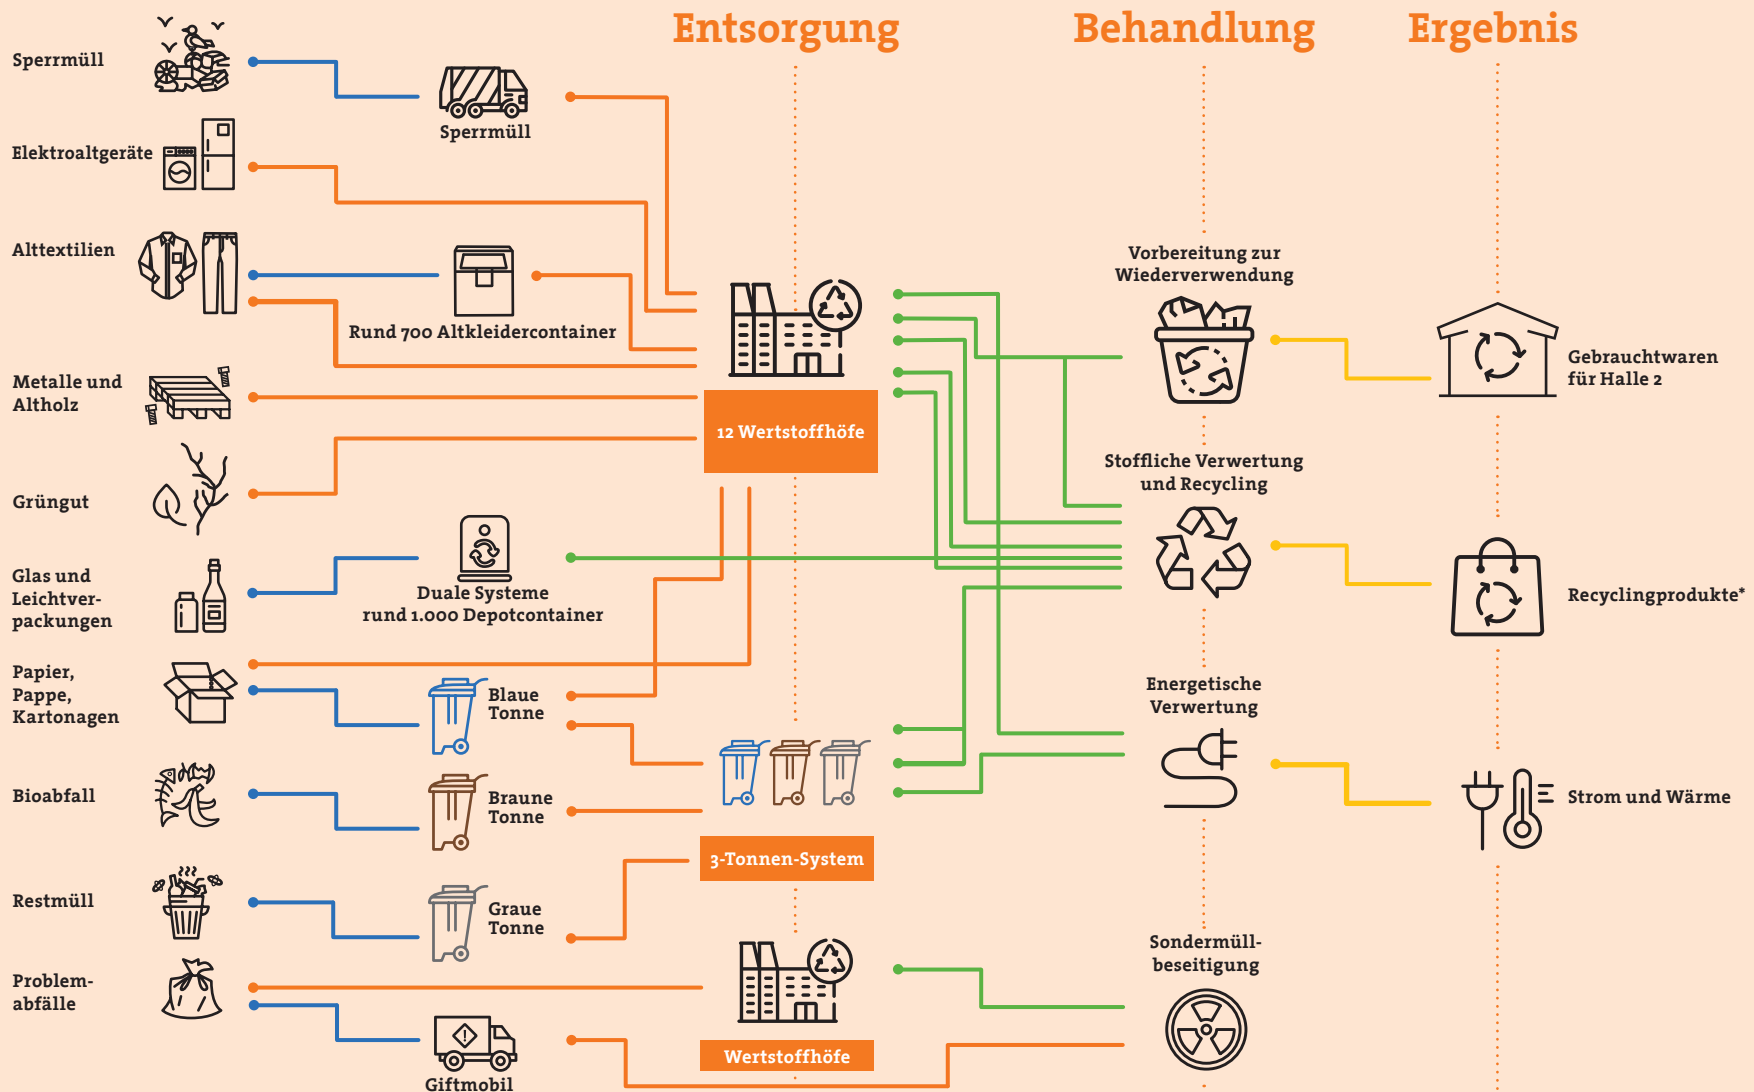 Entsorgung
Behandlung
Ergebnis
Sperrmüll
Sperrmüll
Elektroaltgeräte
Alttextilien
Rund 700 Altkleidercontainer
Metalle und
Altholz
Grüngut
Glas und
Leichtver-
packungen
Duale Systeme
rund 1.000 Depotcontainer
Papier,
Pappe,
Kartonagen
Blaue
Tonne
Bioabfall
Braune
Tonne
Restmüll
Graue
Tonne
Problem-
abfälle
Giftmobil
12 Wertstoffhöfe
3-Tonnen-System
Wertstoffhöfe
Vorbereitung zur
Wiederverwendung
Stoffliche Verwertung
und Recycling
Energetische
Verwertung
Sondermüll-
beseitigung
Gebrauchtwaren
für Halle 2
Recyclingprodukte*
Strom und Wärme